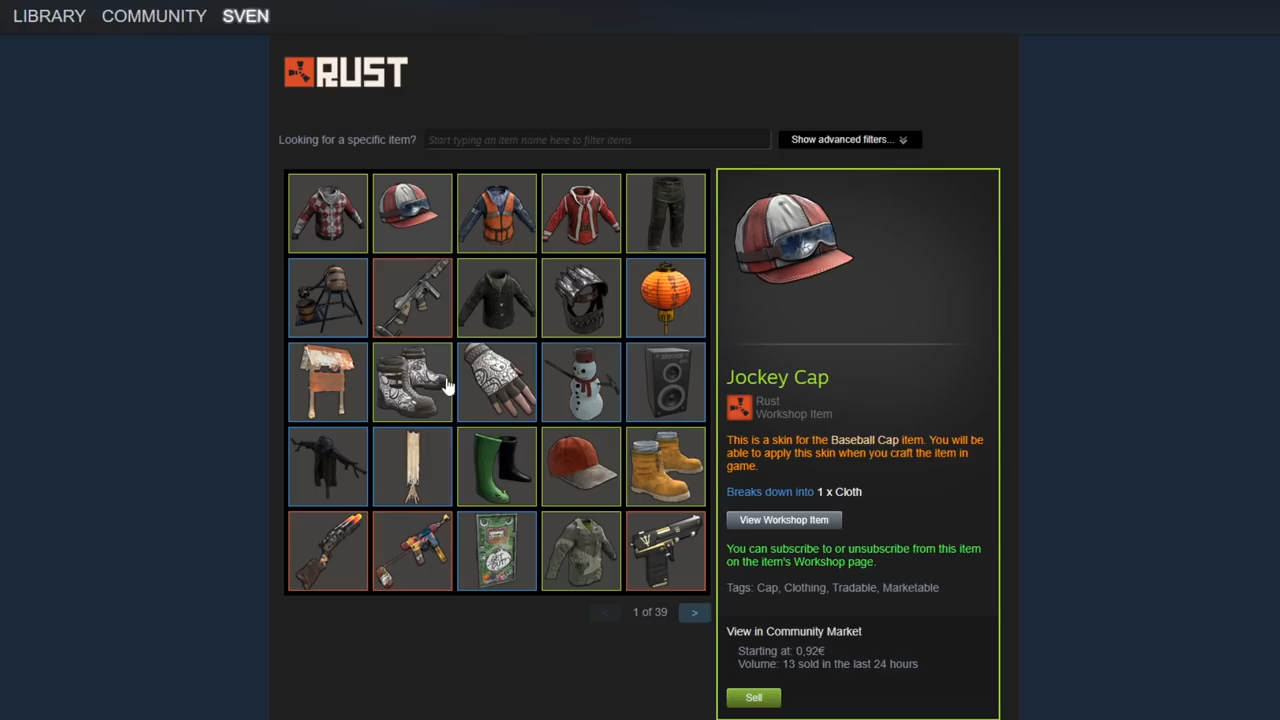 LIBRARY COMMUNITY SVEN
RUST
Looking for a specific item? Start typing an item name here to filter items Show advanced filters...
Jockey Cap
Rust
Workshop Item
This is a skin for the Baseball Cap item. You will be
able to apply this skin when you craft the item in
game.
Breaks down into 1 x Cloth
View Workshop Item
You can subscribe to or unsubscribe from this item
on the item's Workshop page.
Tags: Cap, Clothing, Tradable, Marketable
< 1 of 39 >
View in Community Market
Starting at: 0,92€
Volume: 13 sold in the last 24 hours
Sell